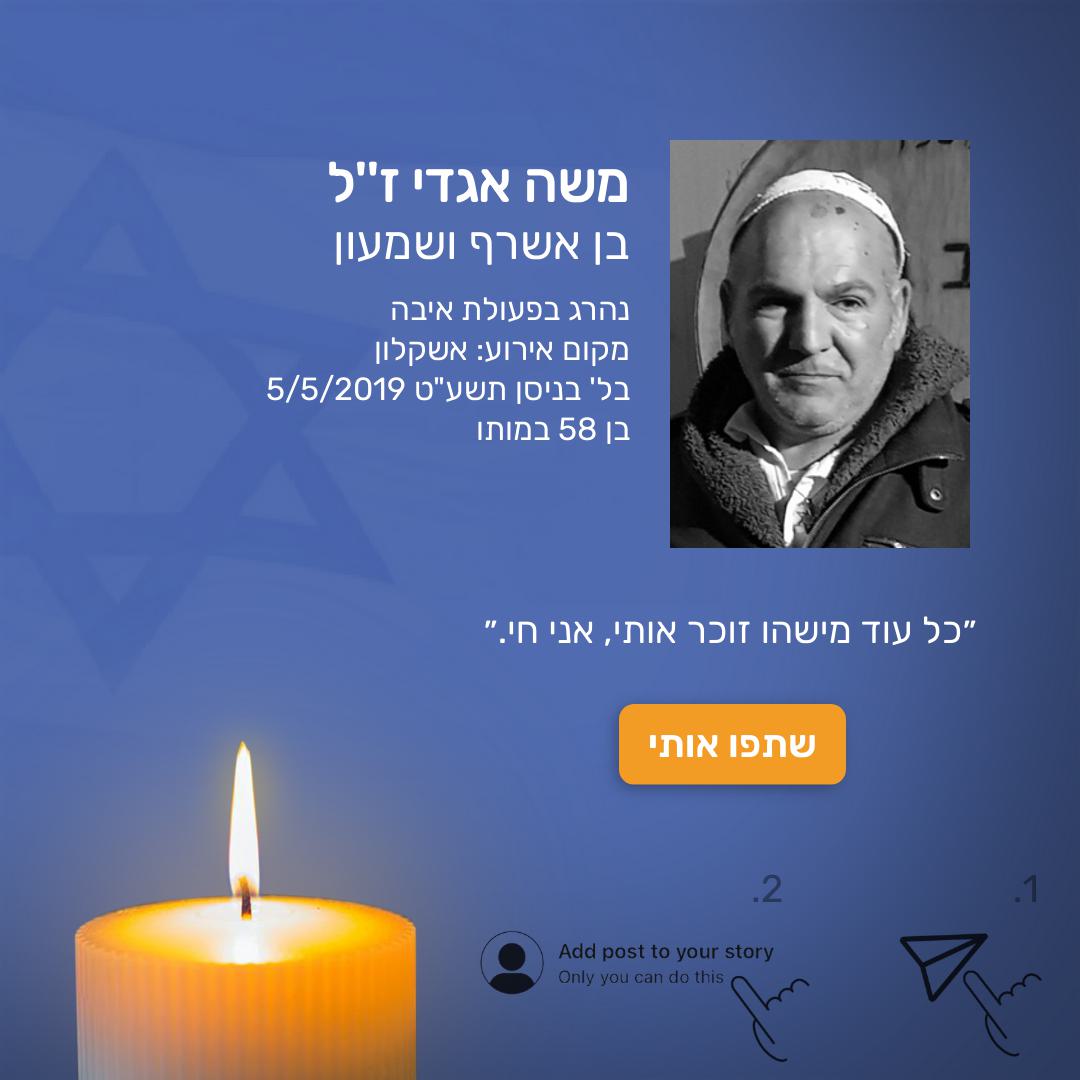 משה אגדי ז"ל
בן אשרף ושמעון
נהרג בפעולת איבה
מקום אירוע: אשקלון
בל' בניסן תשע"ט 5/5/2019
בן 58 במותו
״כל עוד מישהו זוכר אותי, אני חי.״
שתפו אותי
1.
2.
Add post to your story
Only you can do this